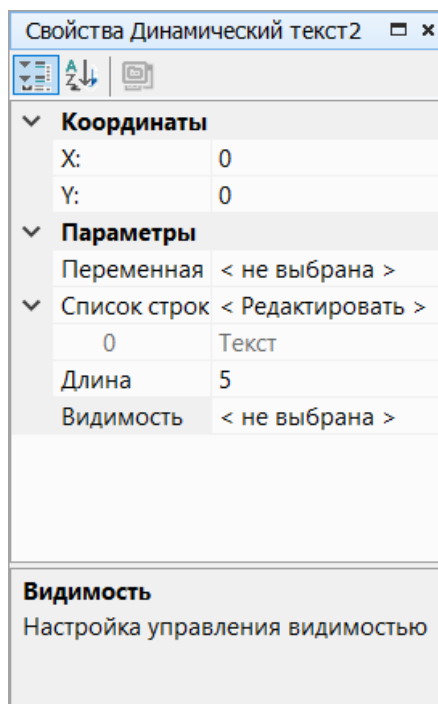 Свойства Динамический текст2
Координаты
X: 0
Y: 0
Параметры
Переменная < не выбрана >
Список строк < Редактировать >
0 Текст
Длина 5
Видимость < не выбрана >
Видимость
Настройка управления видимостью